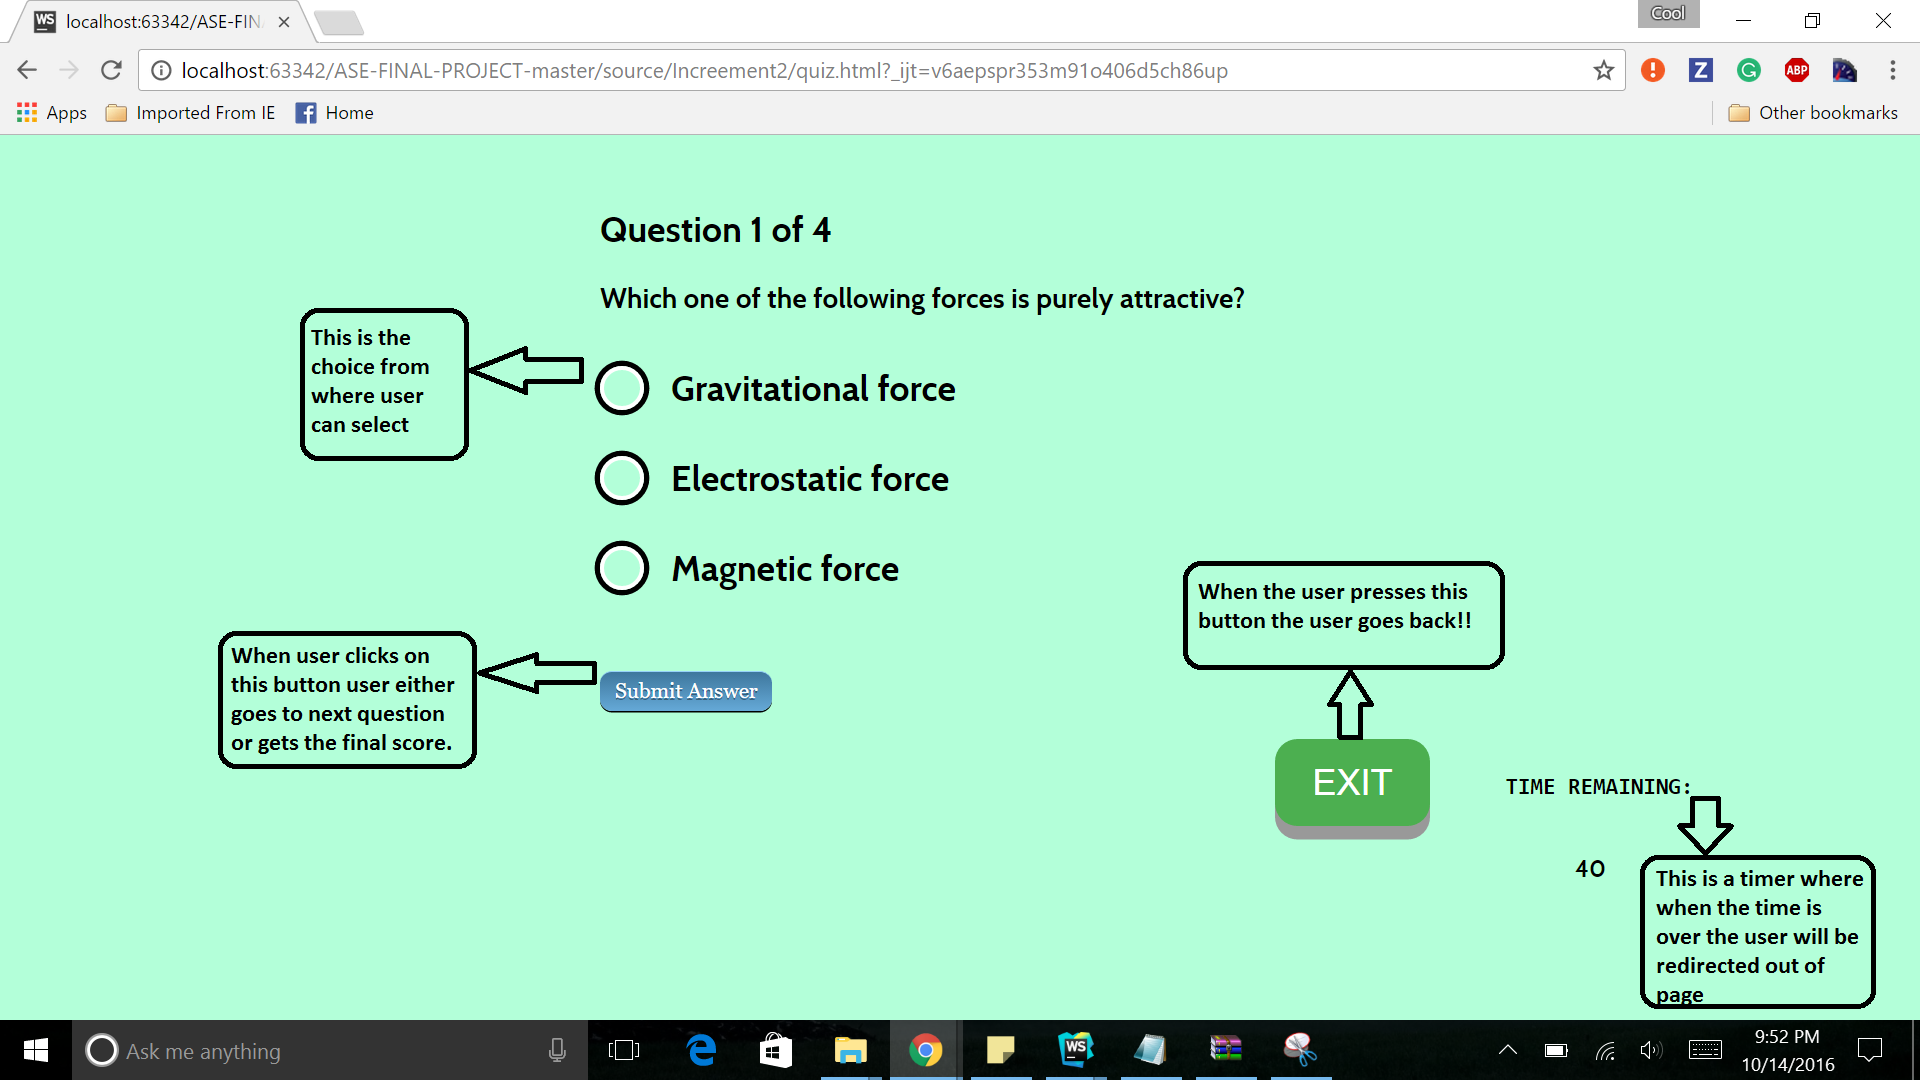 WS localhost:63342/ASE-FIN
Cool
localhost:63342/ASE-FINAL-PROJECT-master/source/Increement2/quiz.html?_ijt=v6aepspr353m91o406d5ch86up
Z
G
ABP
Apps
Imported From IE
f Home
Other bookmarks
Question 1 of 4
Which one of the following forces is purely attractive?
This is the
choice from
where user
can select
Gravitational force
Electrostatic force
Magnetic force
When user clicks on
this button user either
goes to next question
or gets the final score.
Submit Answer
When the user presses this
button the user goes back!!
EXIT
TIME REMAINING:
40
This is a timer where
when the time is
over the user will be
redirected out of
page
Ask me anything
WS
9:52 PM
10/14/2016